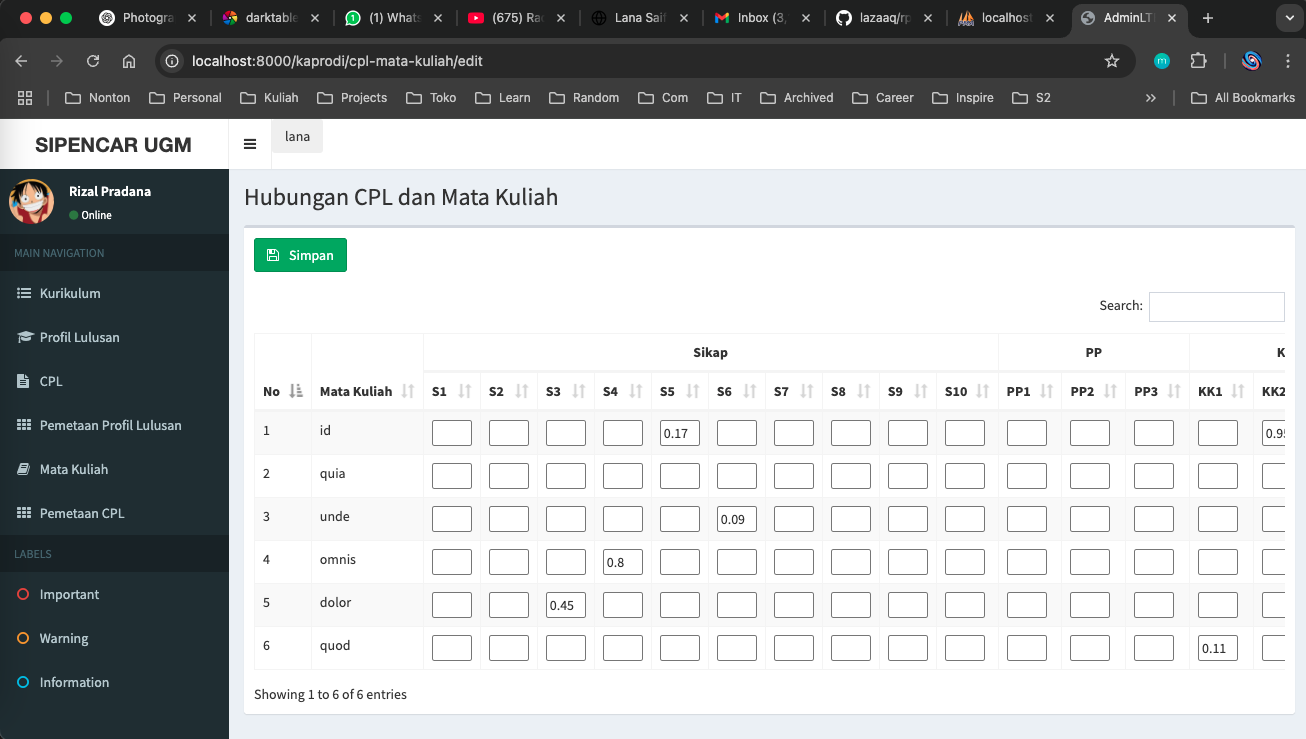 Photogra
darktable
(1) Whats
(675) Ra
Lana Saif
Inbox (3,
lazaaq/rp
localhost
AdminLT
localhost:8000/kaprodi/cpl-mata-kuliah/edit
m
Nonton Personal Kuliah Projects Toko Learn Random Com IT Archived Career Inspire S2 » All Bookmarks
SIPENCAR UGM
lana
Rizal Pradana
Online
MAIN NAVIGATION
Kurikulum
Profil Lulusan
CPL
Pemetaan Profil Lulusan
Mata Kuliah
Pemetaan CPL
LABELS
Important
Warning
Information
Hubungan CPL dan Mata Kuliah
Simpan
Search:
Sikap PP K
No Mata Kuliah S1 S2 S3 S4 S5 S6 S7 S8 S9 S10 PP1 PP2 PP3 KK1 KK2
1 id 0.17 0.9
2 quia
3 unde 0.09
4 omnis 0.8
5 dolor 0.45
6 quod 0.11
Showing 1 to 6 of 6 entries